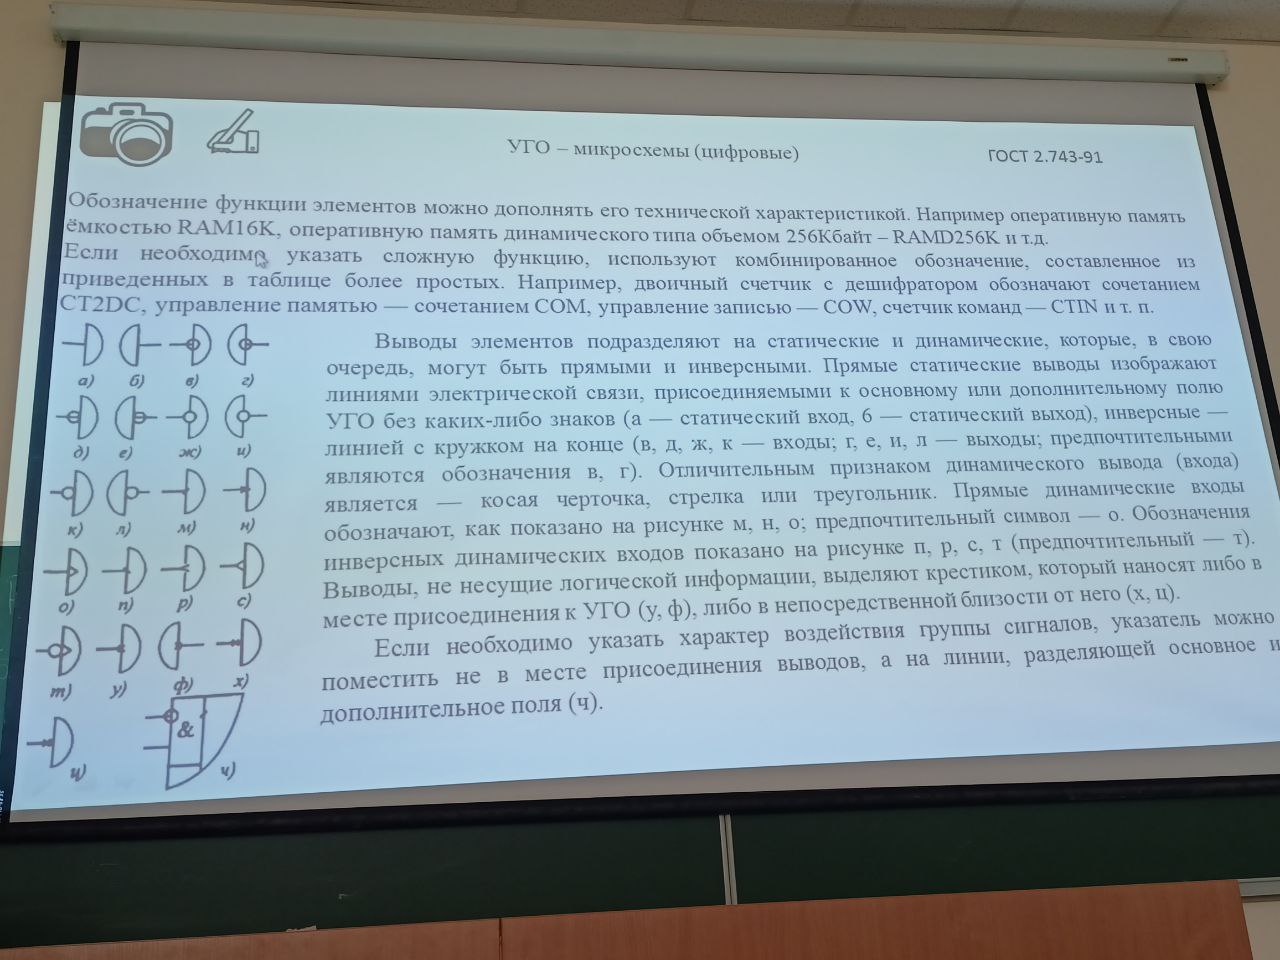 УГО – микросхемы (цифровые)
ГОСТ 2.743-91
Обозначение функции элементов можно дополнять его технической характеристикой. Например оперативную память
ёмкостью RAM16K, оперативную память динамического типа объемом 256Кбайт – RAMD256K и т.д.
Если необходимо указать сложную функцию, используют комбинированное обозначение, составленное из
приведенных в таблице более простых. Например, двоичный счетчик с дешифратором обозначают сочетанием
CT2DC, управление памятью — сочетанием COM, управление записью — COW, счетчик команд — CTIN и т. п.
Выводы элементов подразделяют на статические и динамические, которые, в свою
очередь, могут быть прямыми и инверсными. Прямые статические выводы изображают
линиями электрической связи, присоединяемыми к основному или дополнительному полю
УГО без каких-либо знаков (а — статический вход, 6 — статический выход), инверсные —
линией с кружком на конце (в, д, ж, к — входы; г, е, и, л — выходы; предпочтительными
являются обозначения в, г). Отличительным признаком динамического вывода (входа)
является — косая черточка, стрелка или треугольник. Прямые динамические входы
обозначают, как показано на рисунке м, н, о; предпочтительный символ — о. Обозначения
инверсных динамических входов показано на рисунке п, р, с, т (предпочтительный — т).
Выводы, не несущие логической информации, выделяют крестиком, который наносят либо в
месте присоединения к УГО (у, ф), либо в непосредственной близости от него (х, ц).
Если необходимо указать характер воздействия группы сигналов, указатель можно
поместить не в месте присоединения выводов, а на линии, разделяющей основное и
дополнительное поля (ч).
а) б) в) г)
д) е) ж) и)
к) л) м) н)
о) п) р) с)
т) у) ф) х)
&
ц) ч)